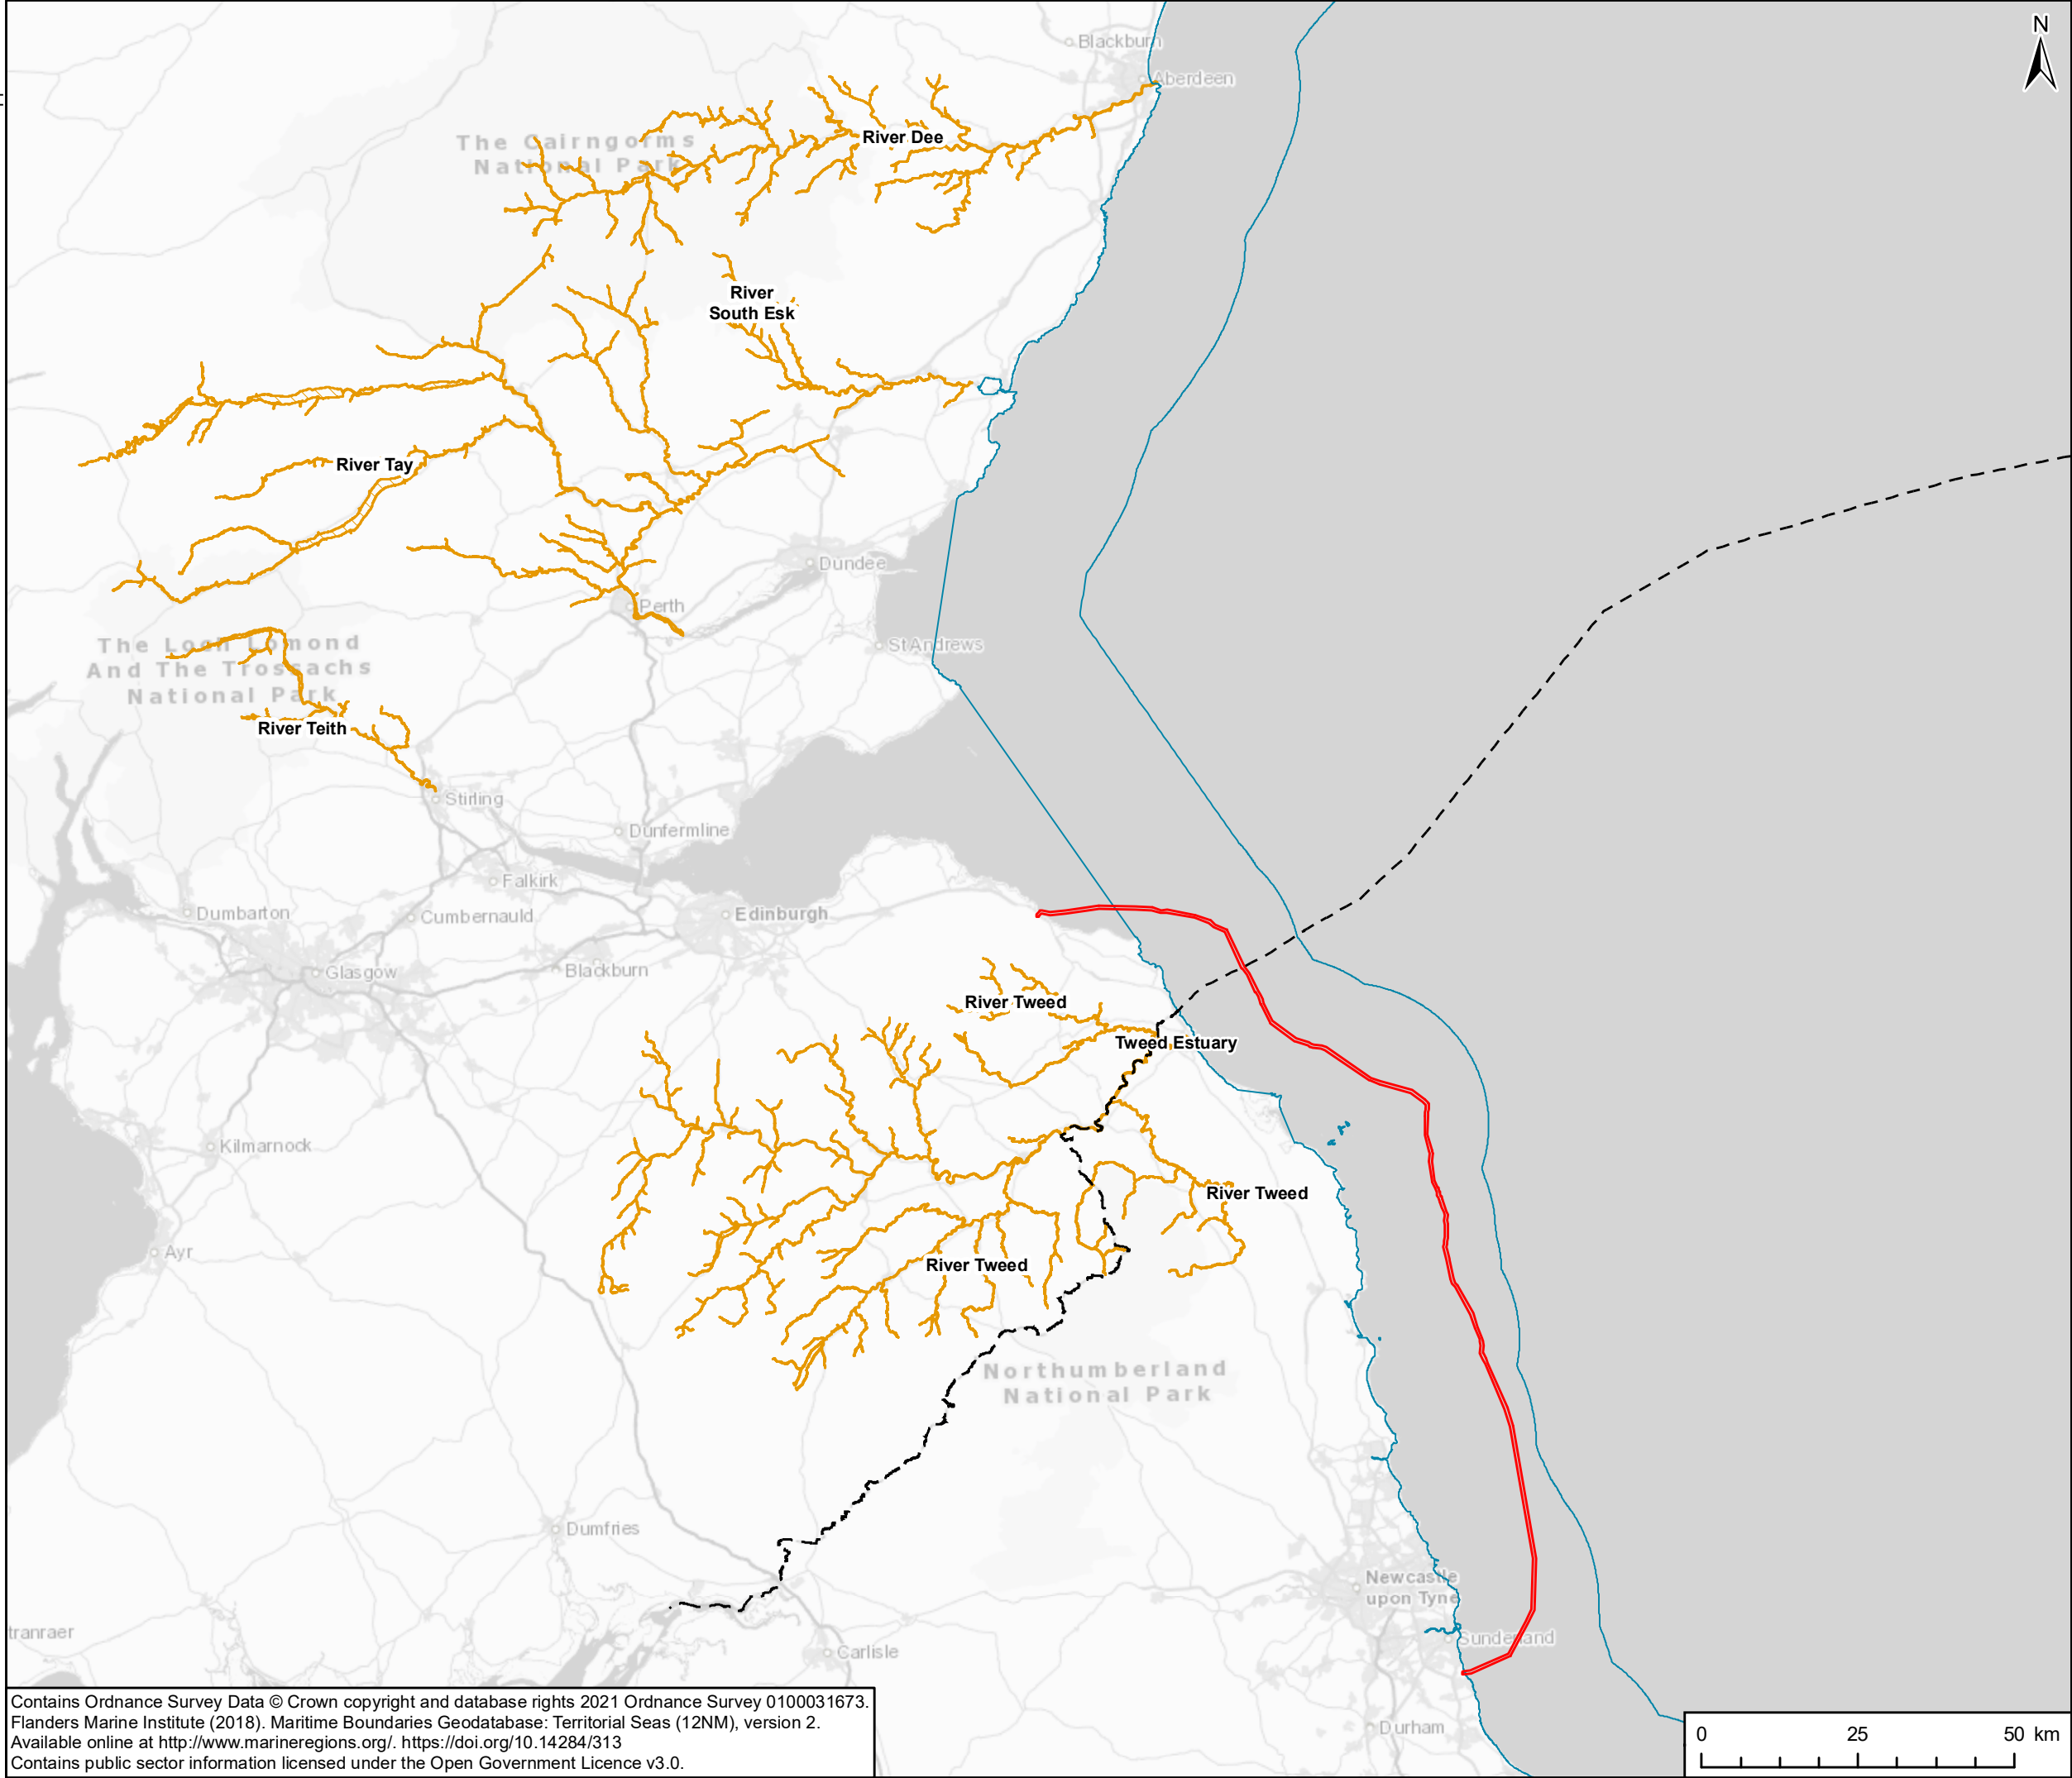 N
Blackburn
Aberdeen
The Cairngorms
National Park
River Dee
River
South Esk
River Tay
Dundee
Perth
St Andrews
The Loch Lomond
And The Trossachs
National Park
River Teith
Stirling
Dunfermline
Falkirk
Dumbarton
Cumbernauld
Edinburgh
Glasgow
Blackburn
River Tweed
Tweed Estuary
Kilmarnock
River Tweed
Ayr
River Tweed
Northumberland
National Park
Dumfries
Newcastle
upon Tyne
tranraer
Carlisle
Sunderland
Durham
Contains Ordnance Survey Data © Crown copyright and database rights 2021 Ordnance Survey 0100031673.
Flanders Marine Institute (2018). Maritime Boundaries Geodatabase: Territorial Seas (12NM), version 2.
Available online at http://www.marineregions.org/. https://doi.org/10.14284/313
Contains public sector information licensed under the Open Government Licence v3.0.
0 25 50 km